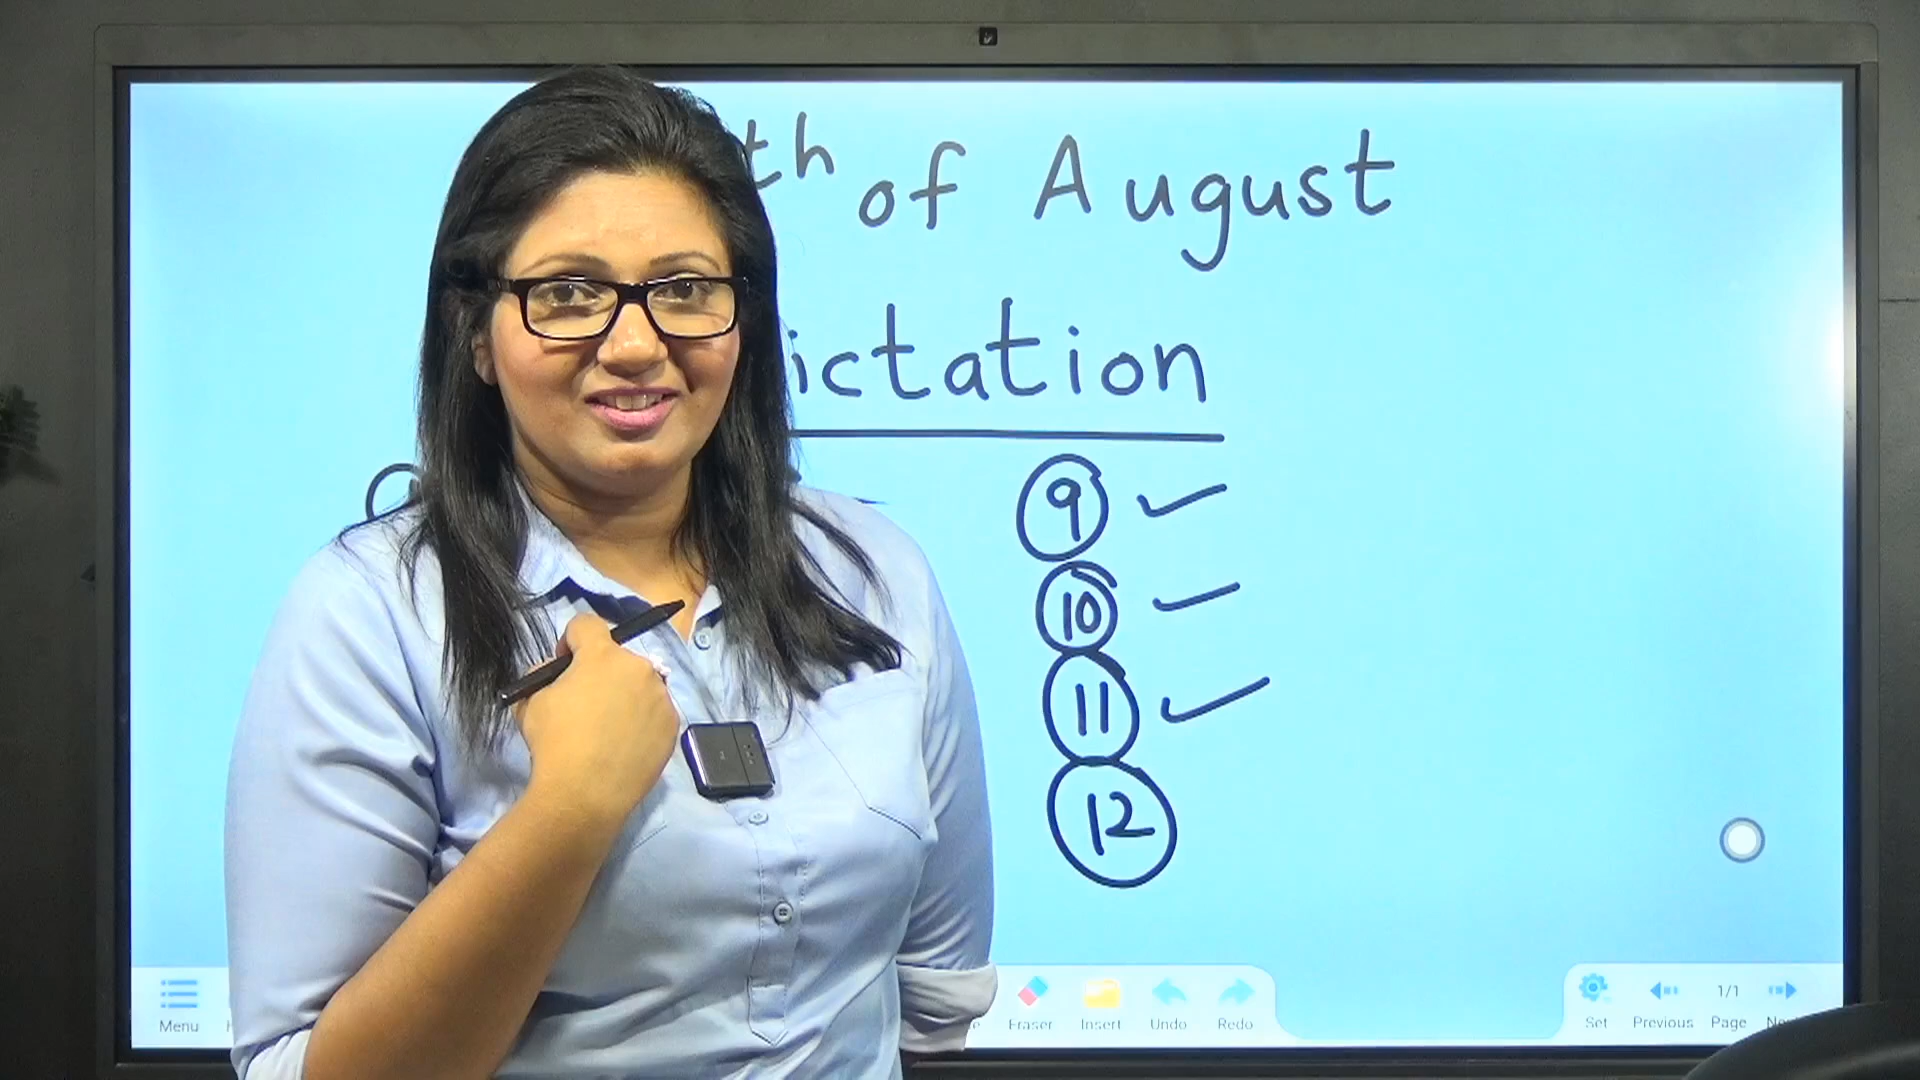 th of August
ictation
9
10
11
12
Menu
Eraser Insert Undo Redo
Set Previous Page
1/1